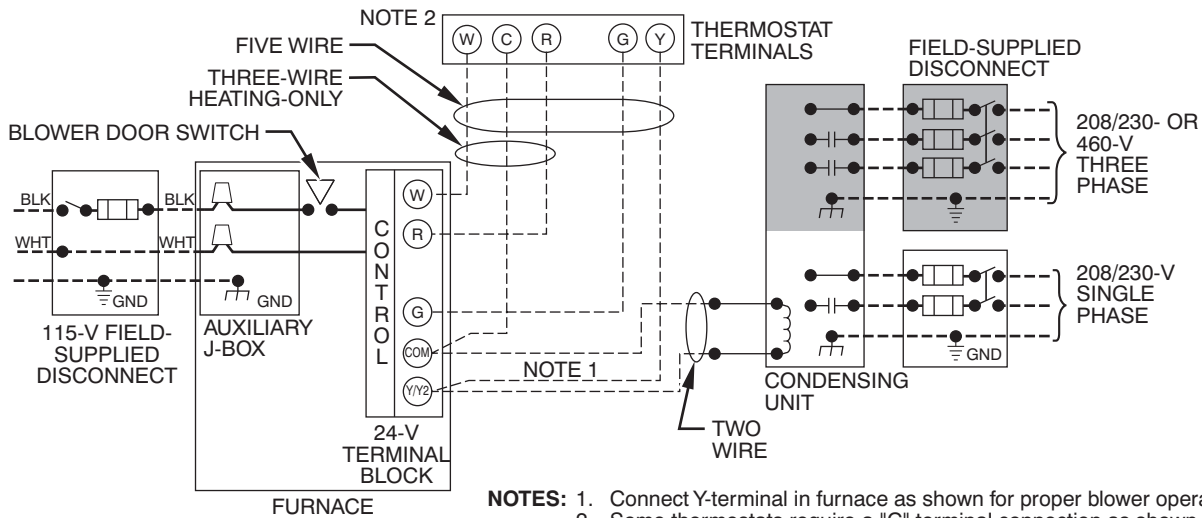 NOTE 2
W C R G Y
THERMOSTAT
TERMINALS
FIVE WIRE
THREE-WIRE
HEATING-ONLY
BLOWER DOOR SWITCH
FIELD-SUPPLIED
DISCONNECT
208/230- OR
460-V
THREE
PHASE
BLK
BLK
WHT
WHT
GND
GND
115-V FIELD-
SUPPLIED
DISCONNECT
AUXILIARY
J-BOX
CONTROL
W
R
G
COM
Y/Y2
24-V
TERMINAL
BLOCK
FURNACE
NOTE 1
TWO
WIRE
CONDENSING
UNIT
208/230-V
SINGLE
PHASE
GND
NOTES: 1. Connect Y-terminal in furnace as shown for proper blower opera